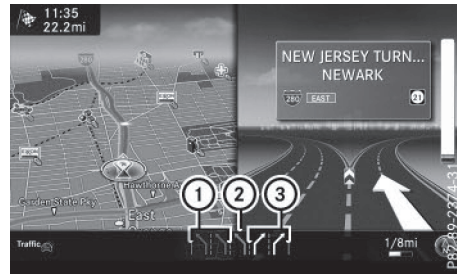 11:35
22.2mi
NEW JERSEY TURN...
NEWARK
280 EAST 21
280
Hawthorne A
Garden State Pky
East
1 2 3
Traffic
1/8mi
P82.89-2374-31